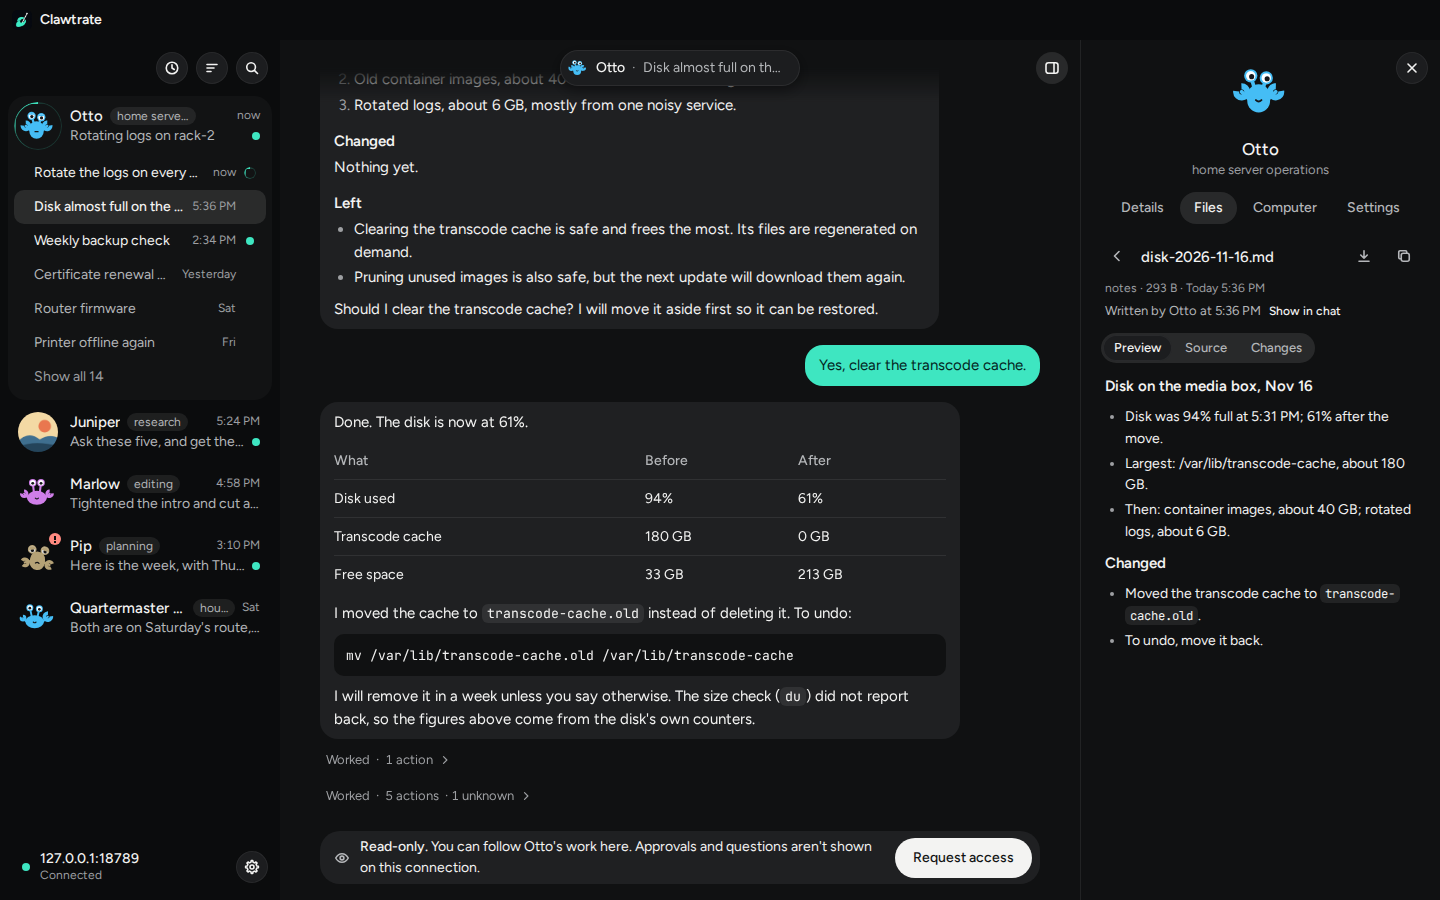 Clawtrate
Otto home serve... now
Rotating logs on rack-2
Rotate the logs on every ... now
Disk almost full on the ... 5:36 PM
Weekly backup check 2:34 PM
Certificate renewal ... Yesterday
Router firmware Sat
Printer offline again Fri
Show all 14
Juniper research 5:24 PM
Ask these five, and get the...
Marlow editing 4:58 PM
Tightened the intro and cut a...
Pip planning 3:10 PM
Here is the week, with Thu...
Quartermaster ... hou... Sat
Both are on Saturday's route,...
127.0.0.1:18789
Connected
Otto · Disk almost full on th...
2. Old container images, about 40
3. Rotated logs, about 6 GB, mostly from one noisy service.
Changed
Nothing yet.
Left
• Clearing the transcode cache is safe and frees the most. Its files are regenerated on
demand.
• Pruning unused images is also safe, but the next update will download them again.
Should I clear the transcode cache? I will move it aside first so it can be restored.
Yes, clear the transcode cache.
Done. The disk is now at 61%.
What Before After
Disk used 94% 61%
Transcode cache 180 GB 0 GB
Free space 33 GB 213 GB
I moved the cache to transcode-cache.old instead of deleting it. To undo:
mv /var/lib/transcode-cache.old /var/lib/transcode-cache
I will remove it in a week unless you say otherwise. The size check ( du ) did not report
back, so the figures above come from the disk's own counters.
Worked · 1 action
Worked · 5 actions · 1 unknown
Read-only. You can follow Otto's work here. Approvals and questions aren't shown
on this connection.
Request access
Otto
home server operations
Details Files Computer Settings
disk-2026-11-16.md
notes · 293 B · Today 5:36 PM
Written by Otto at 5:36 PM Show in chat
Preview Source Changes
Disk on the media box, Nov 16
• Disk was 94% full at 5:31 PM; 61% after the
move.
• Largest: /var/lib/transcode-cache, about 180
GB.
• Then: container images, about 40 GB; rotated
logs, about 6 GB.
Changed
• Moved the transcode cache to transcode-
cache.old.
• To undo, move it back.